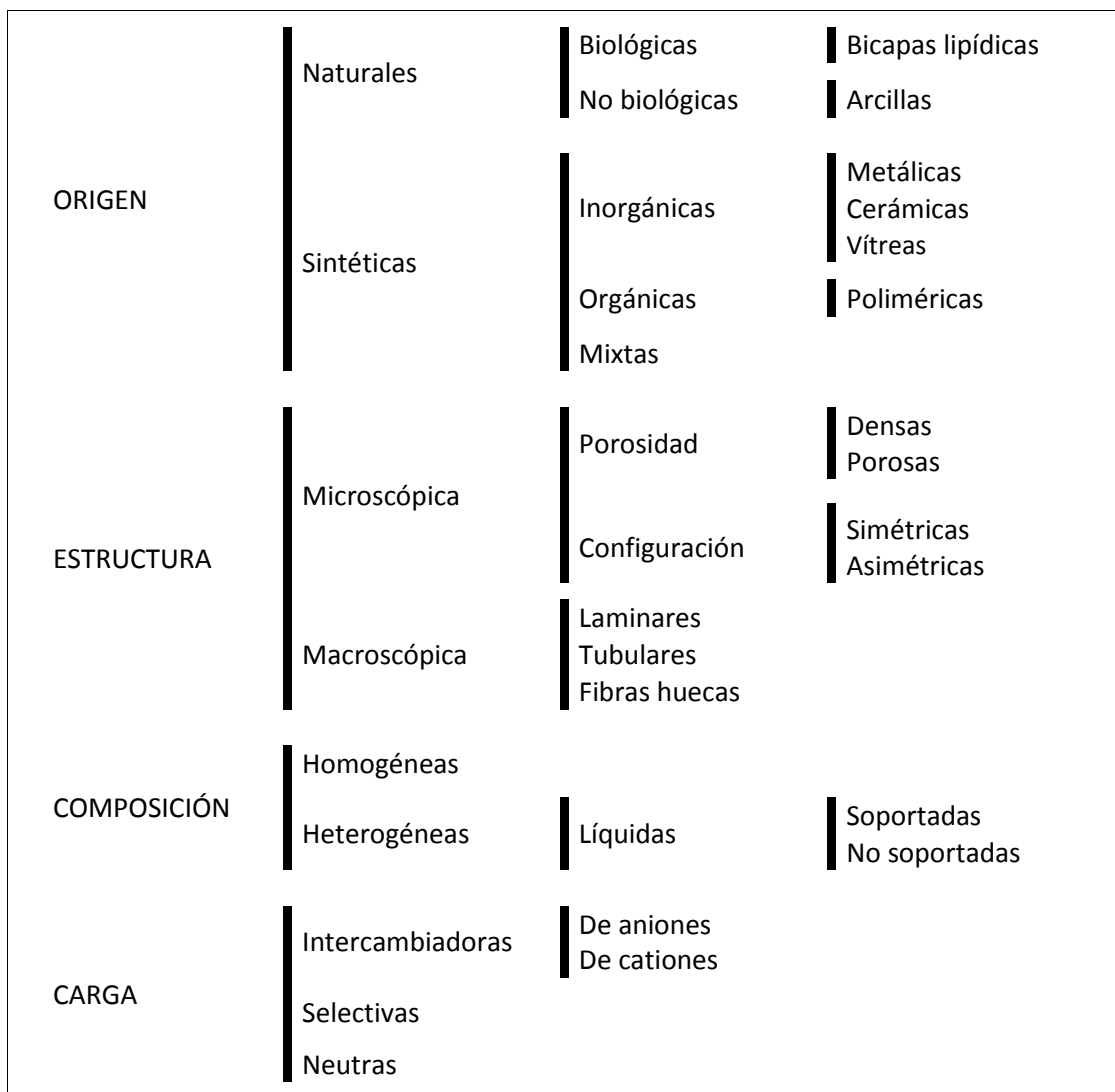 ORIGEN
Naturales
Biológicas
Bicapas lipídicas
No biológicas
Arcillas
Sintéticas
Inorgánicas
Metálicas
Cerámicas
Vítreas
Orgánicas
Poliméricas
Mixtas
ESTRUCTURA
Microscópica
Porosidad
Densas
Porosas
Configuración
Simétricas
Asimétricas
Macroscópica
Laminares
Tubulares
Fibras huecas
COMPOSICIÓN
Homogéneas
Heterogéneas
Líquidas
Soportadas
No soportadas
CARGA
Intercambiadoras
De aniones
De cationes
Selectivas
Neutras